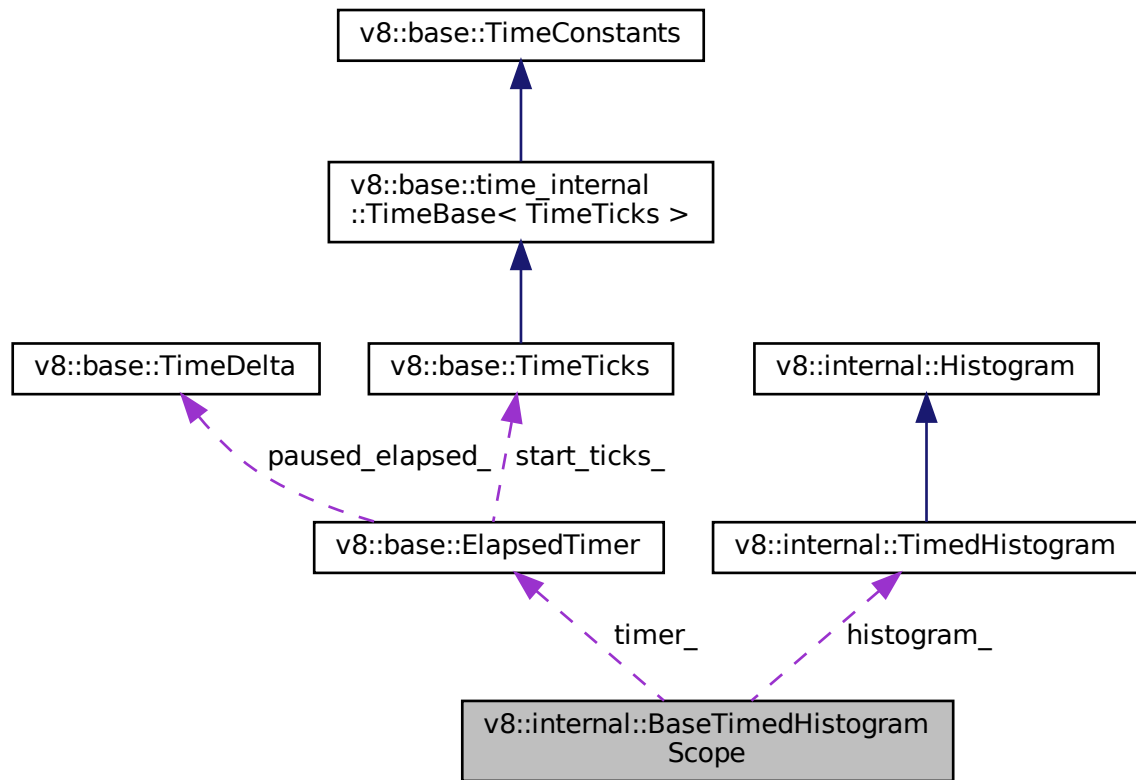 v8::base::TimeConstants
v8::base::time_internal
::TimeBase< TimeTicks >
v8::base::TimeDelta
v8::base::TimeTicks
v8::internal::Histogram
paused_elapsed_
start_ticks_
v8::base::ElapsedTimer
v8::internal::TimedHistogram
timer_
histogram_
v8::internal::BaseTimedHistogram
Scope